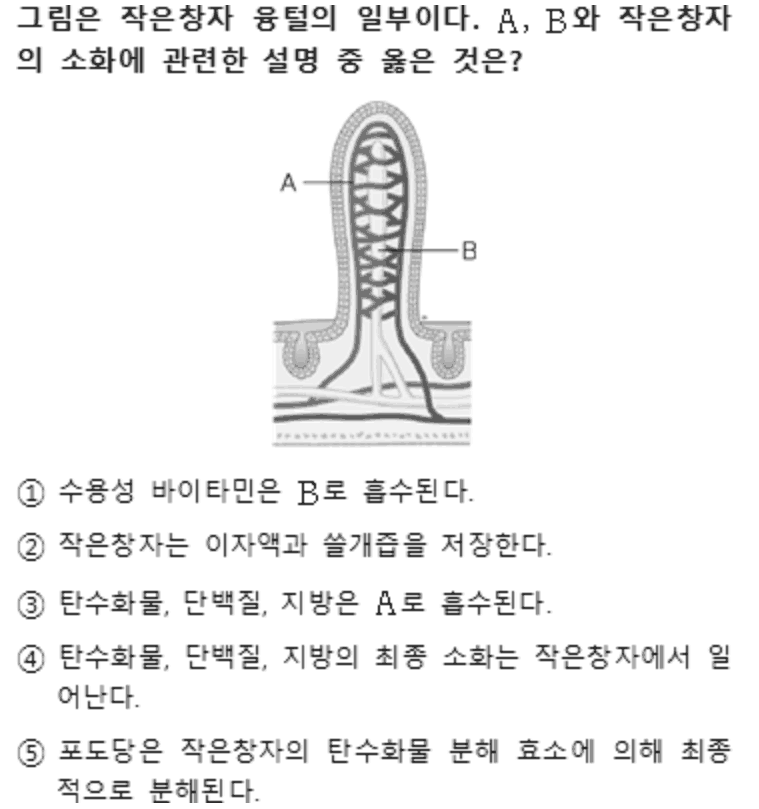 그림은 작은창자 융털의 일부이다. A, B와 작은창자
의 소화에 관련한 설명 중 옳은 것은?
A
B
① 수용성 바이타민은 B로 흡수된다.
② 작은창자는 이자액과 쓸개즙을 저장한다.
③ 탄수화물, 단백질, 지방은 A로 흡수된다.
④ 탄수화물, 단백질, 지방의 최종 소화는 작은창자에서 일
어난다.
⑤ 포도당은 작은창자의 탄수화물 분해 효소에 의해 최종
적으로 분해된다.